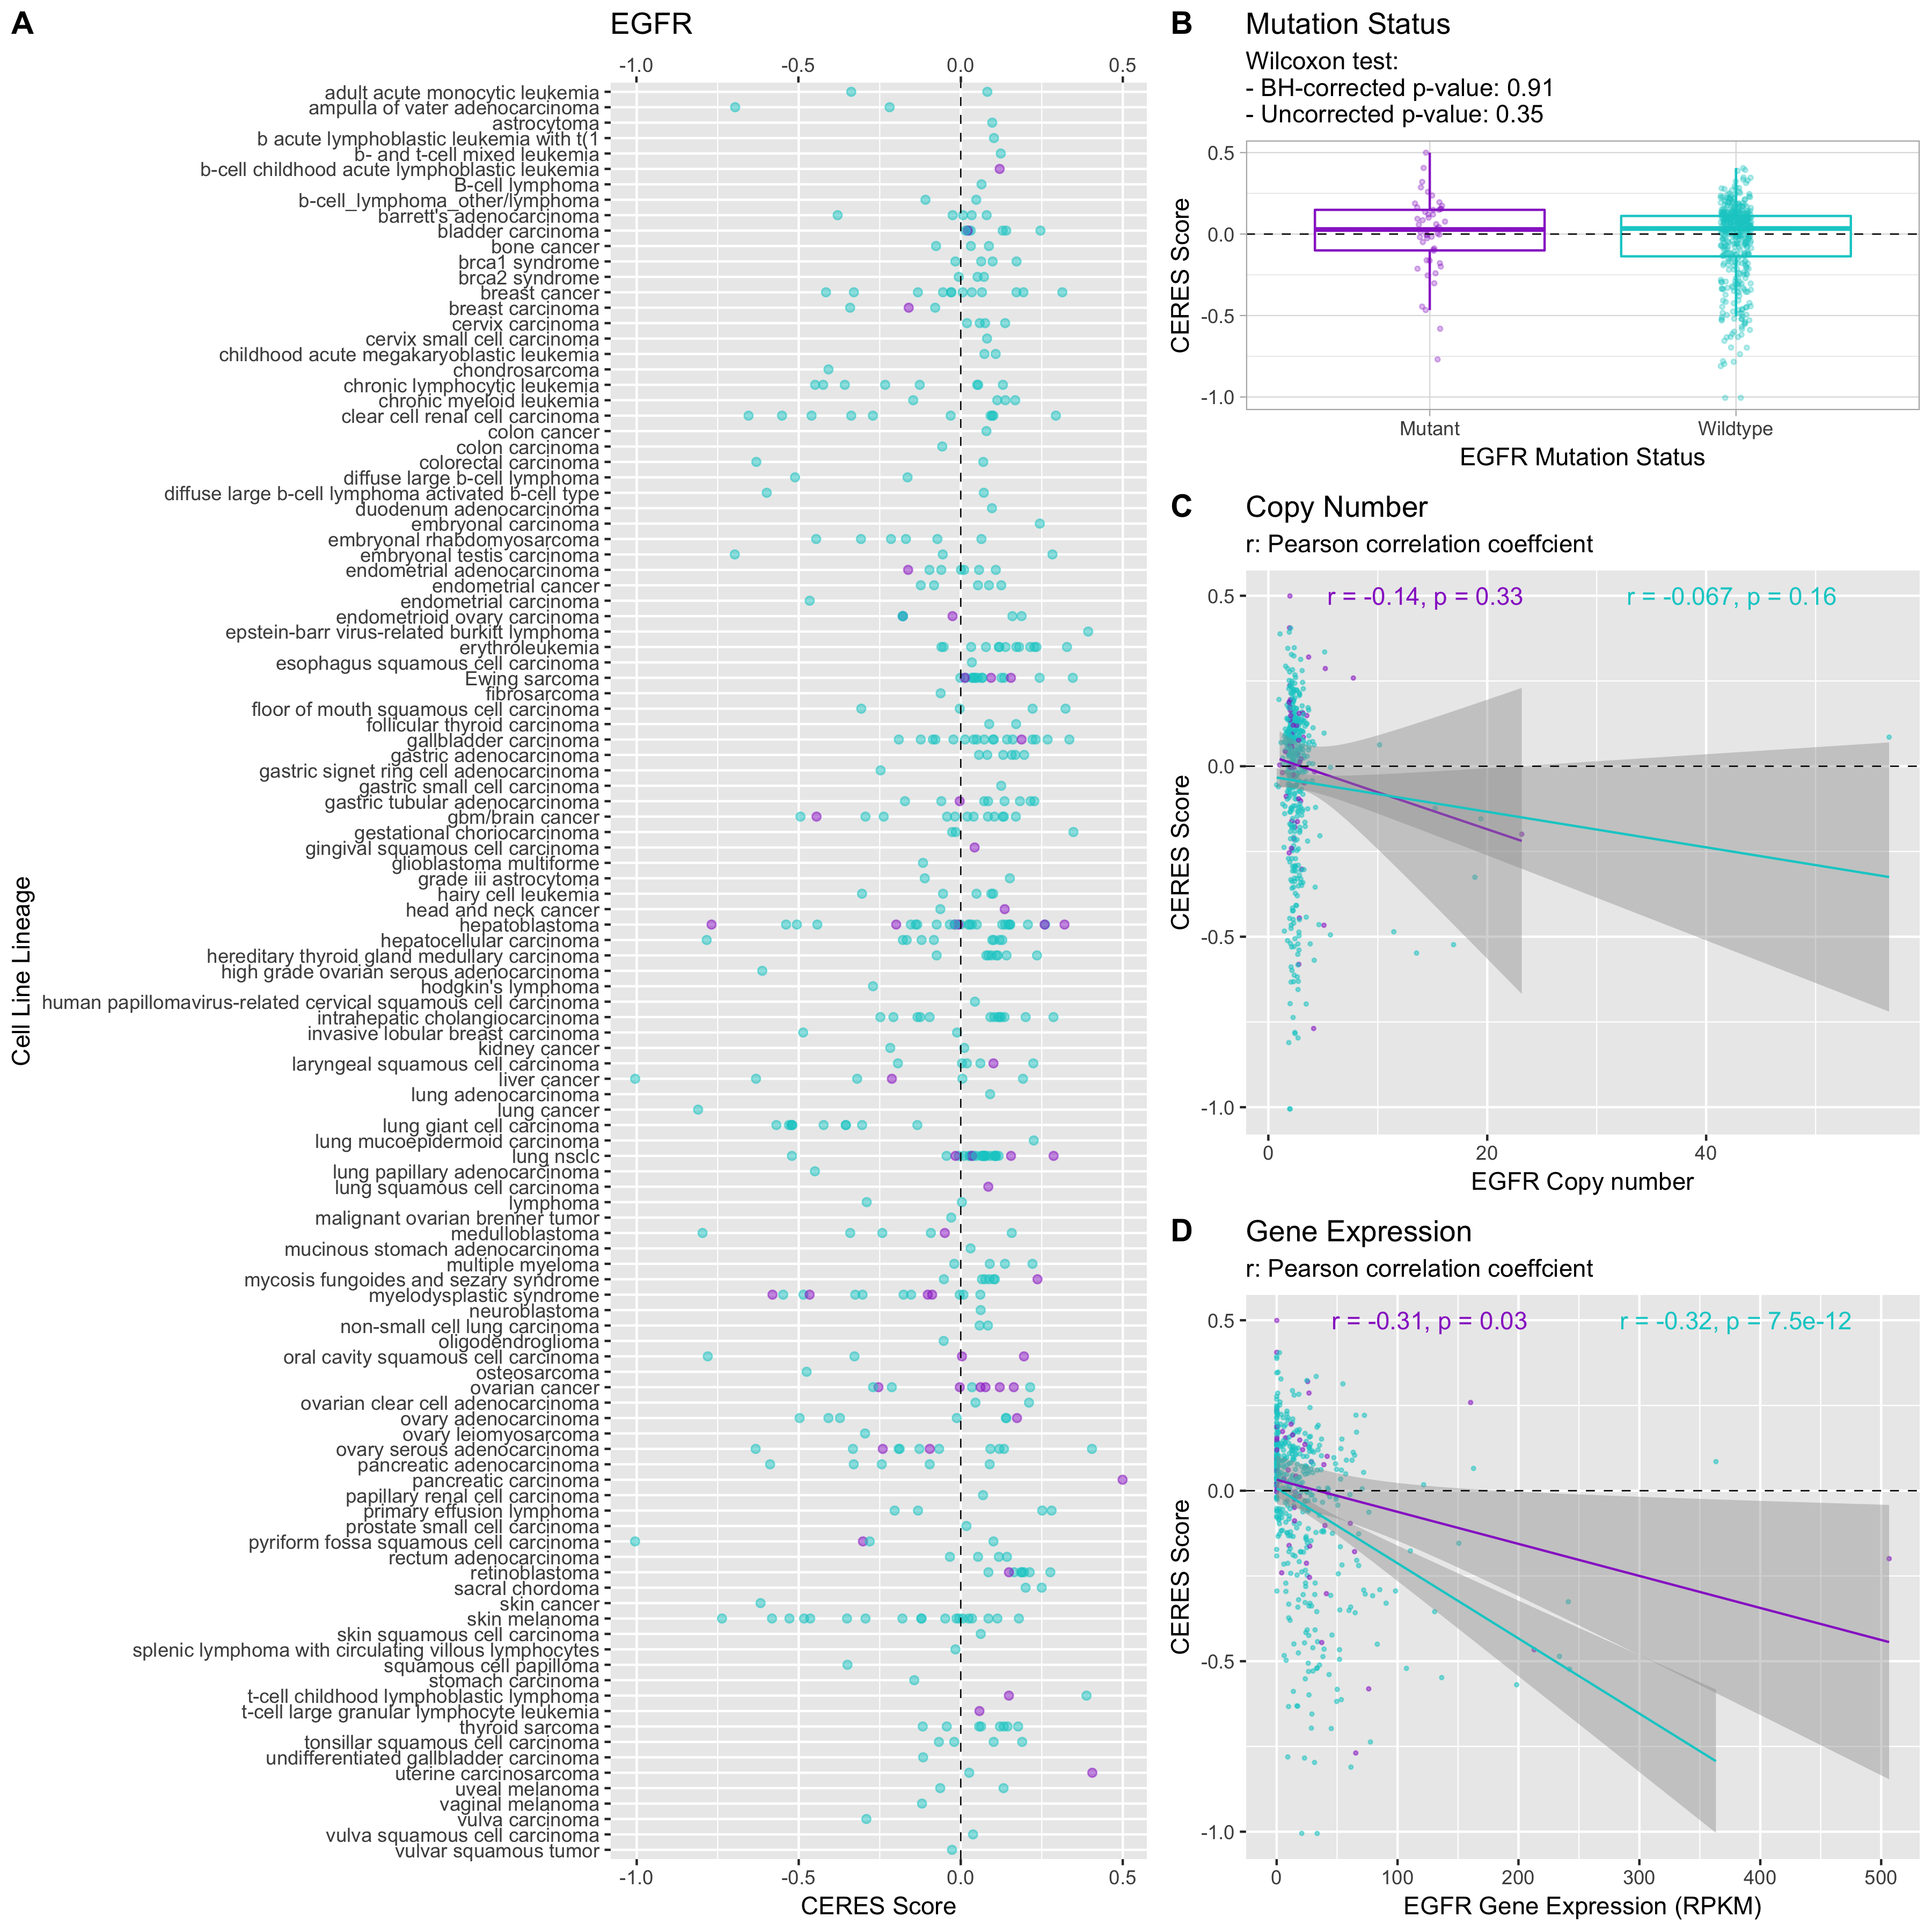 A
EGFR
-1.0 -0.5 0.0 0.5
adult acute monocytic leukemia
ampulla of vater adenocarcinoma
astrocytoma
b acute lymphoblastic leukemia with t(1
b- and t-cell mixed leukemia
b-cell childhood acute lymphoblastic leukemia
B-cell lymphoma
b-cell_lymphoma_other/lymphoma
barrett's adenocarcinoma
bladder carcinoma
bone cancer
brca1 syndrome
brca2 syndrome
breast cancer
breast carcinoma
cervix carcinoma
cervix small cell carcinoma
childhood acute megakaryoblastic leukemia
chondrosarcoma
chronic lymphocytic leukemia
chronic myeloid leukemia
clear cell renal cell carcinoma
colon cancer
colon carcinoma
colorectal carcinoma
diffuse large b-cell lymphoma
diffuse large b-cell lymphoma activated b-cell type
duodenum adenocarcinoma
embryonal carcinoma
embryonal rhabdomyosarcoma
embryonal testis carcinoma
endometrial adenocarcinoma
endometrial cancer
endometrial carcinoma
endometrioid ovary carcinoma
epstein-barr virus-related burkitt lymphoma
erythroleukemia
esophagus squamous cell carcinoma
Ewing sarcoma
fibrosarcoma
floor of mouth squamous cell carcinoma
follicular thyroid carcinoma
gallbladder carcinoma
gastric adenocarcinoma
gastric signet ring cell adenocarcinoma
gastric small cell carcinoma
gastric tubular adenocarcinoma
gbm/brain cancer
gestational choriocarcinoma
gingival squamous cell carcinoma
glioblastoma multiforme
grade iii astrocytoma
hairy cell leukemia
head and neck cancer
hepatoblastoma
hepatocellular carcinoma
hereditary thyroid gland medullary carcinoma
high grade ovarian serous adenocarcinoma
hodgkin's lymphoma
human papillomavirus-related cervical squamous cell carcinoma
intrahepatic cholangiocarcinoma
invasive lobular breast carcinoma
kidney cancer
laryngeal squamous cell carcinoma
liver cancer
lung adenocarcinoma
lung cancer
lung giant cell carcinoma
lung mucoepidermoid carcinoma
lung nsclc
lung papillary adenocarcinoma
lung squamous cell carcinoma
lymphoma
malignant ovarian brenner tumor
medulloblastoma
mucinous stomach adenocarcinoma
multiple myeloma
mycosis fungoides and sezary syndrome
myelodysplastic syndrome
neuroblastoma
non-small cell lung carcinoma
oligodendroglioma
oral cavity squamous cell carcinoma
osteosarcoma
ovarian cancer
ovarian clear cell adenocarcinoma
ovary adenocarcinoma
ovary leiomyosarcoma
ovary serous adenocarcinoma
pancreatic adenocarcinoma
pancreatic carcinoma
papillary renal cell carcinoma
primary effusion lymphoma
prostate small cell carcinoma
pyriform fossa squamous cell carcinoma
rectum adenocarcinoma
retinoblastoma
sacral chordoma
skin cancer
skin melanoma
skin squamous cell carcinoma
splenic lymphoma with circulating villous lymphocytes
squamous cell papilloma
stomach carcinoma
t-cell childhood lymphoblastic lymphoma
t-cell large granular lymphocyte leukemia
thyroid sarcoma
tonsillar squamous cell carcinoma
undifferentiated gallbladder carcinoma
uterine carcinosarcoma
uveal melanoma
vaginal melanoma
vulva carcinoma
vulva squamous cell carcinoma
vulvar squamous tumor
-1.0 -0.5 0.0 0.5
CERES Score
Cell Line Lineage
B
Mutation Status
Wilcoxon test:
- BH-corrected p-value: 0.91
- Uncorrected p-value: 0.35
0.5
0.0
-0.5
-1.0
CERES Score
Mutant Wildtype
EGFR Mutation Status
C
Copy Number
r: Pearson correlation coeffcient
r = -0.14, p = 0.33 r = -0.067, p = 0.16
0.5
0.0
-0.5
-1.0
CERES Score
0 20 40
EGFR Copy number
D
Gene Expression
r: Pearson correlation coeffcient
r = -0.31, p = 0.03 r = -0.32, p = 7.5e-12
0.5
0.0
-0.5
-1.0
CERES Score
0 100 200 300 400 500
EGFR Gene Expression (RPKM)